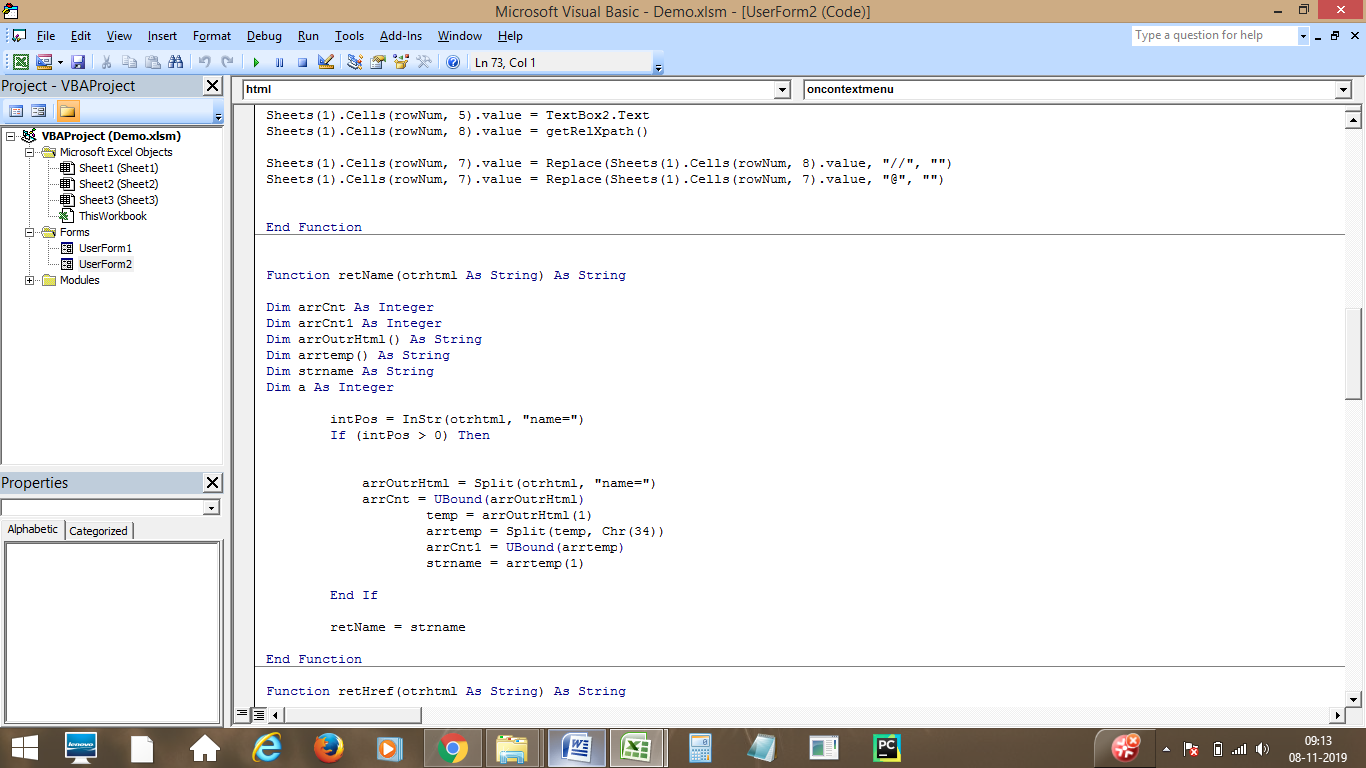 Microsoft Visual Basic - Demo.xlsm - [UserForm2 (Code)]
File Edit View Insert Format Debug Run Tools Add-Ins Window Help
Type a question for help
Ln 73, Col 1
Project - VBAProject
html
oncontextmenu
VBAProject (Demo.xlsm)
Microsoft Excel Objects
Sheet1 (Sheet1)
Sheet2 (Sheet2)
Sheet3 (Sheet3)
ThisWorkbook
Forms
UserForm1
UserForm2
Modules
Properties
Alphabetic Categorized
Sheets(1).Cells(rowNum, 5).value = TextBox2.Text
Sheets(1).Cells(rowNum, 8).value = getRelXpath()
Sheets(1).Cells(rowNum, 7).value = Replace(Sheets(1).Cells(rowNum, 8).value, "//", "")
Sheets(1).Cells(rowNum, 7).value = Replace(Sheets(1).Cells(rowNum, 7).value, "@", "")
End Function
Function retName(otrhtml As String) As String
Dim arrCnt As Integer
Dim arrCnt1 As Integer
Dim arrOutrHtml() As String
Dim arrtemp() As String
Dim strname As String
Dim a As Integer
intPos = InStr(otrhtml, "name=")
If (intPos > 0) Then
arrOutrHtml = Split(otrhtml, "name=")
arrCnt = UBound(arrOutrHtml)
temp = arrOutrHtml(1)
arrtemp = Split(temp, Chr(34))
arrCnt1 = UBound(arrtemp)
strname = arrtemp(1)
End If
retName = strname
End Function
Function retHref(otrhtml As String) As String
lenovo
PC
09:13
08-11-2019